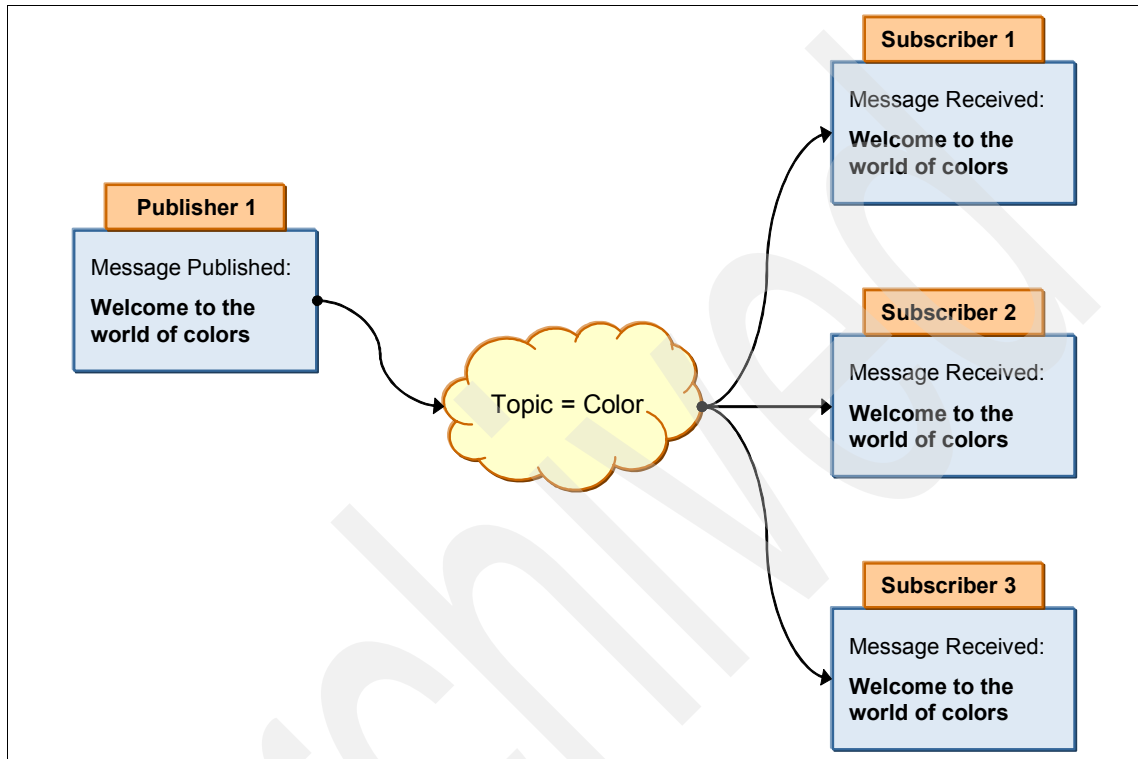 Publisher 1
Message Published:
Welcome to the
world of colors
Topic = Color
Subscriber 1
Message Received:
Welcome to the
world of colors
Subscriber 2
Message Received:
Welcome to the
world of colors
Subscriber 3
Message Received:
Welcome to the
world of colors